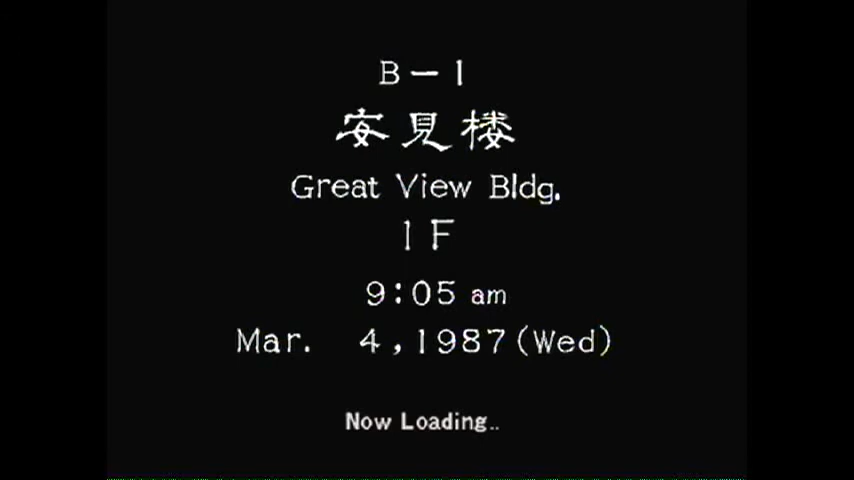 B－1
安見楼
Great View Bldg.
1F
9:05 am
Mar. 4,1987(Wed)
Now Loading..